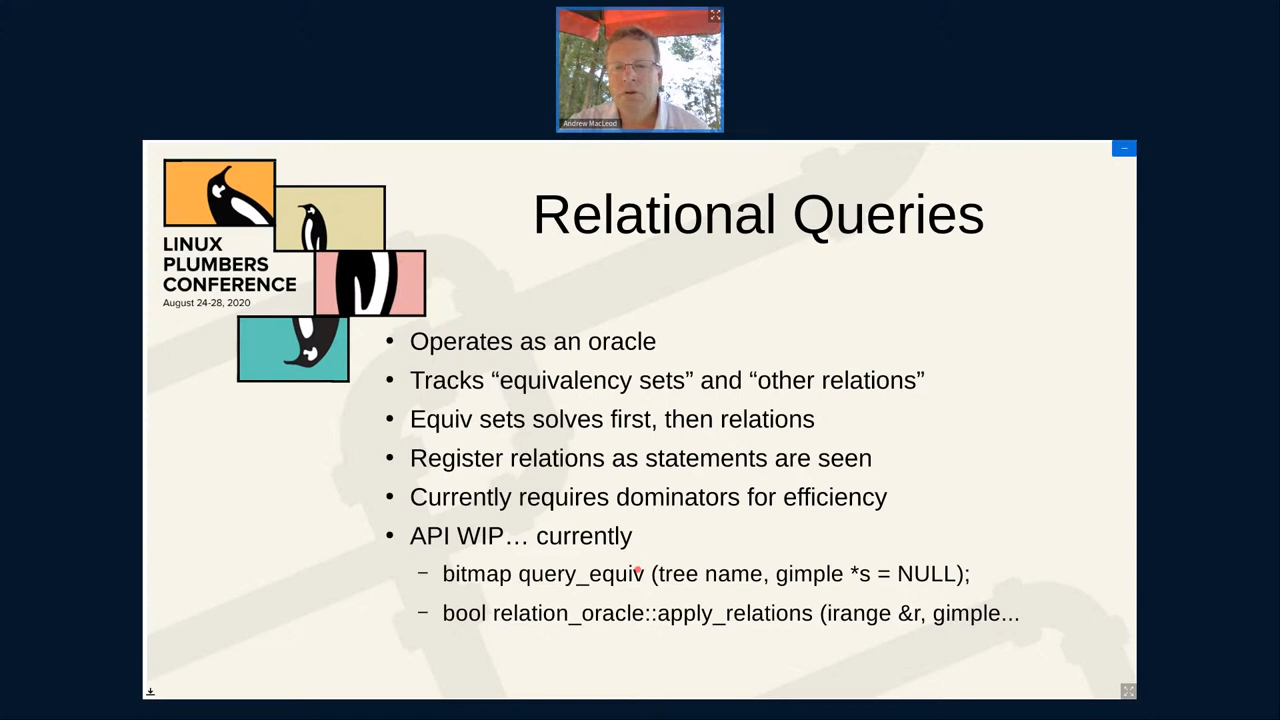 Andrew MacLeod
LINUX
PLUMBERS
CONFERENCE
August 24-28, 2020
Relational Queries
• Operates as an oracle
• Tracks “equivalency sets” and “other relations”
• Equiv sets solves first, then relations
• Register relations as statements are seen
• Currently requires dominators for efficiency
• API WIP… currently
– bitmap query_equiv (tree name, gimple *s = NULL);
– bool relation_oracle::apply_relations (irange &r, gimple...